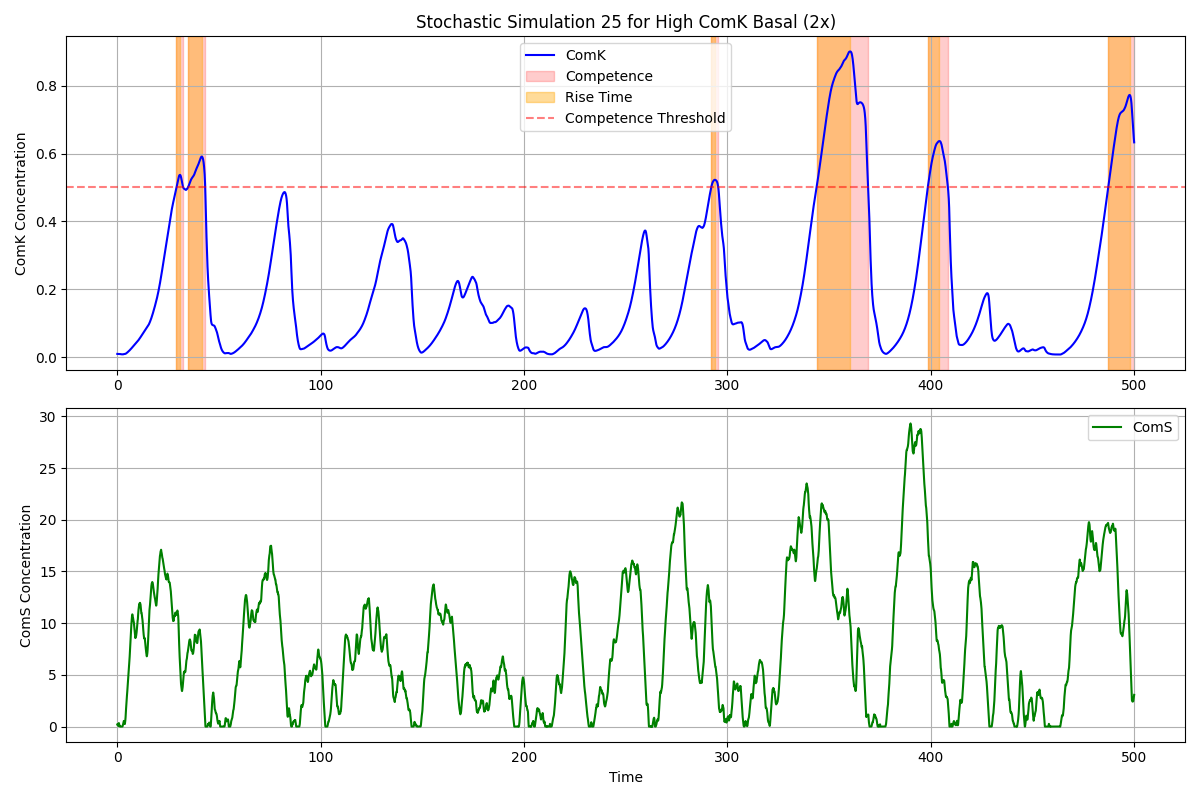 Stochastic Simulation 25 for High ComK Basal (2x)
ComK Concentration
0.8
0.6
0.4
0.2
0.0
ComK
Competence
Rise Time
Competence Threshold
0 100 200 300 400 500
ComS Concentration
30
25
20
15
10
5
0
ComS
0 100 200 300 400 500
Time